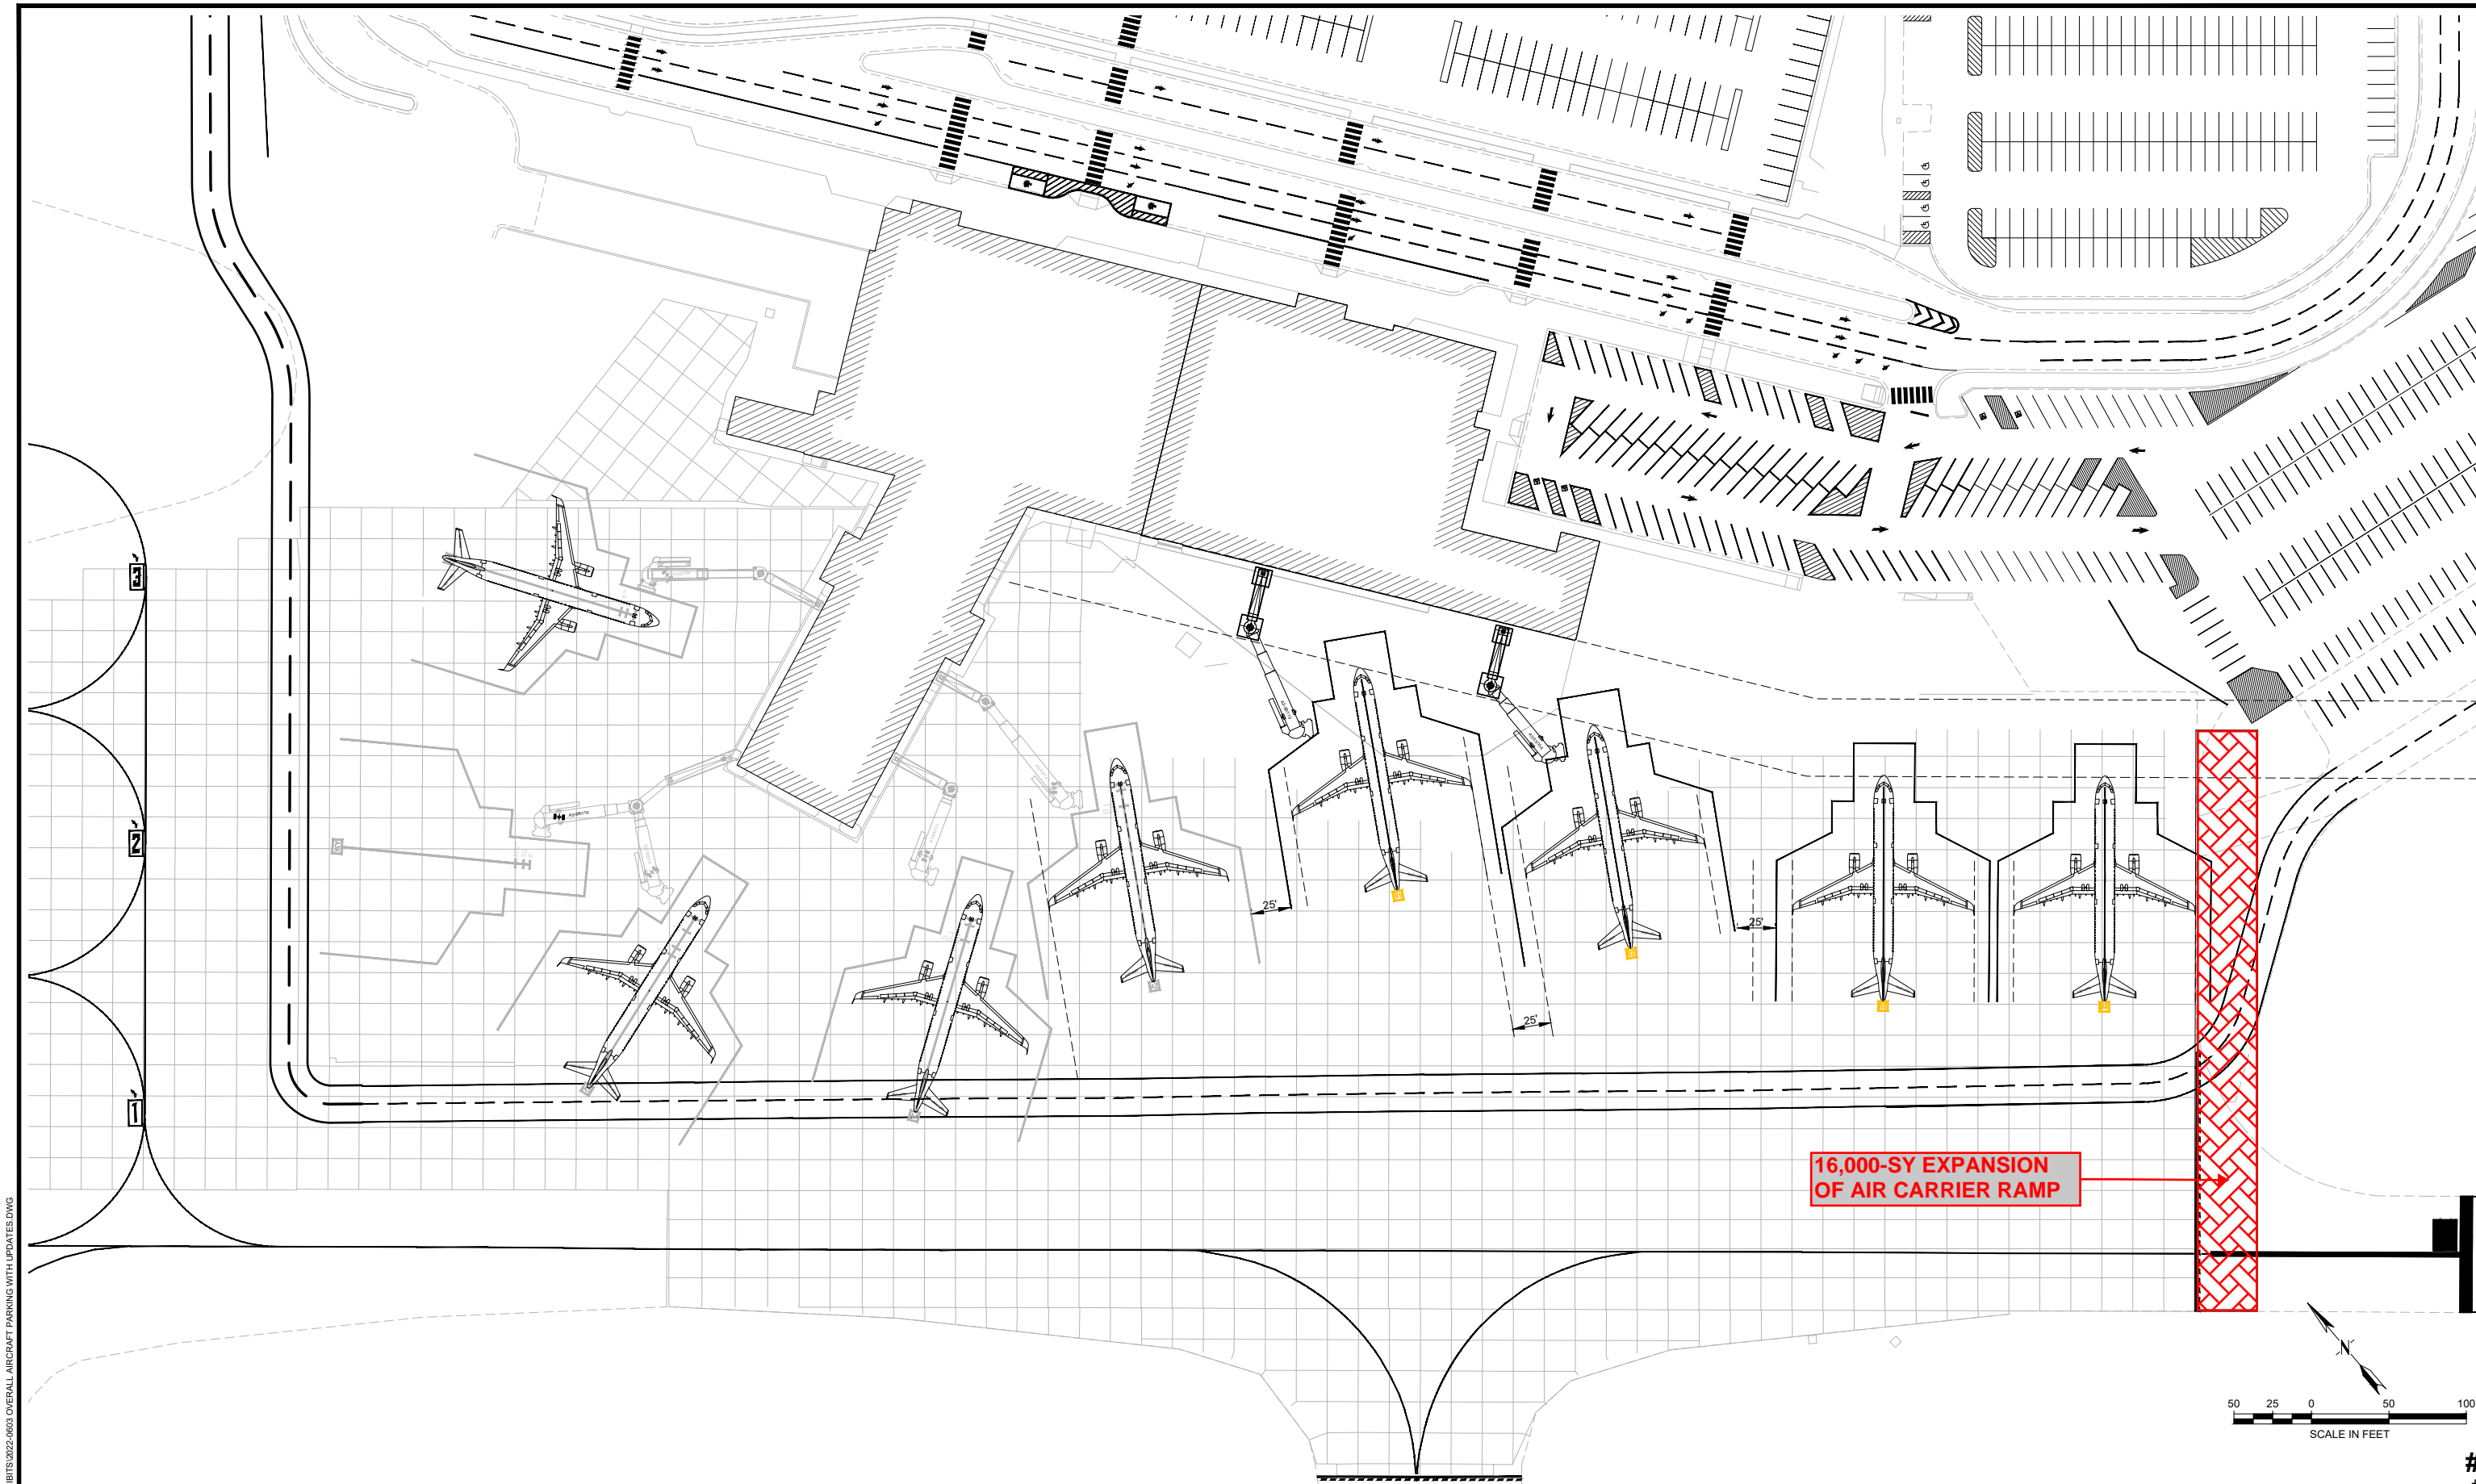 3
2
1
25'
25'
25'
16,000-SY EXPANSION
OF AIR CARRIER RAMP
N
50 25 0 50 100
SCALE IN FEET
#
IBITS\2022-0603 OVERALL AIRCRAFT PARKING WITH UPDATES.DWG